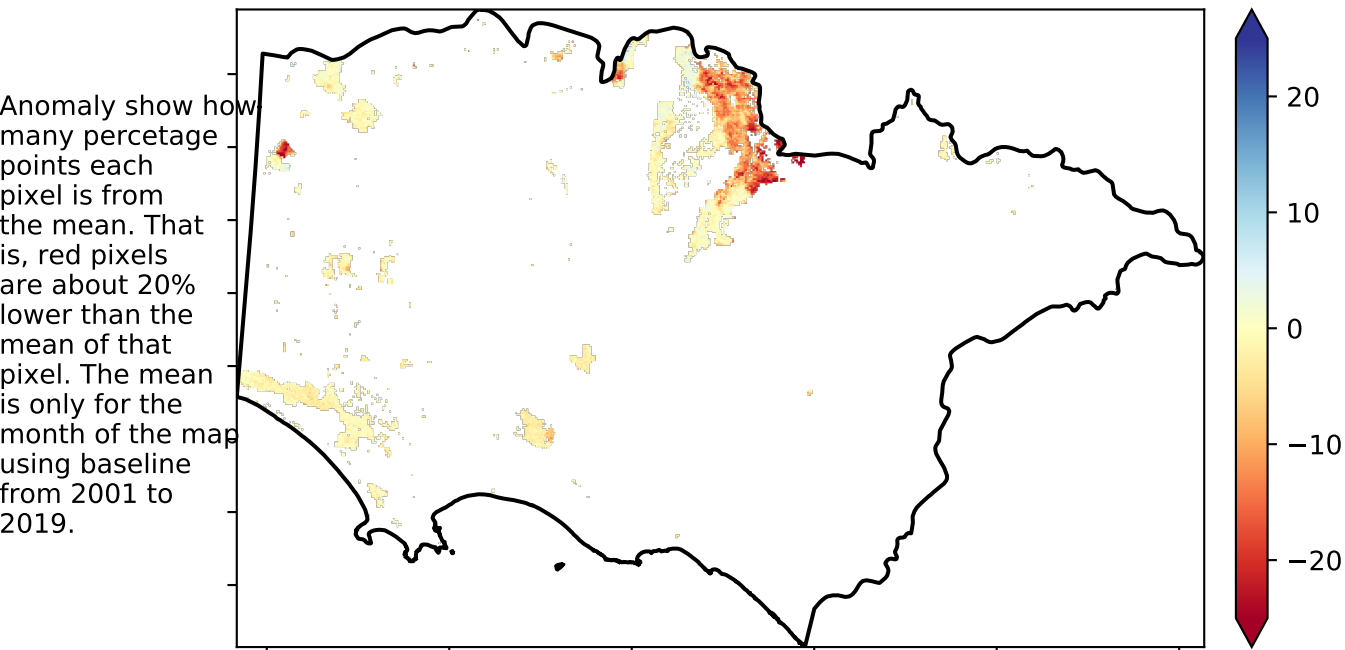 Anomaly show how
many percetage
points each
pixel is from
the mean. That
is, red pixels
are about 20%
lower than the
mean of that
pixel. The mean
is only for the
month of the map
using baseline
from 2001 to
2019.
20
10
0
−10
−20